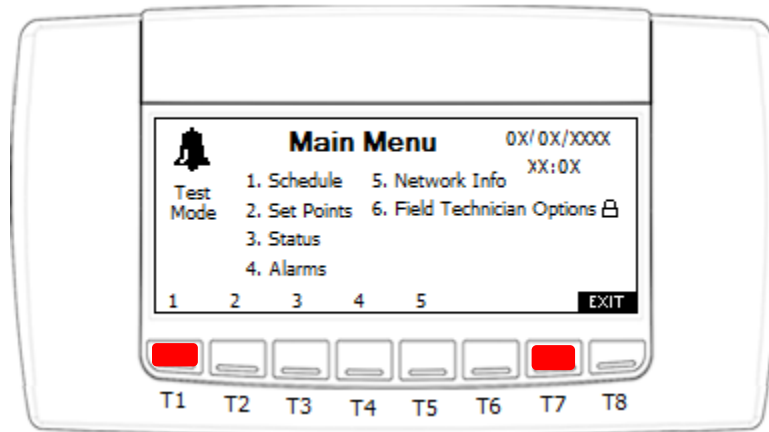 Main Menu 0X/0X/XXXX
XX:0X
Test
Mode
1. Schedule 5. Network Info
2. Set Points 6. Field Technician Options
3. Status
4. Alarms
1 2 3 4 5 EXIT
T1 T2 T3 T4 T5 T6 T7 T8